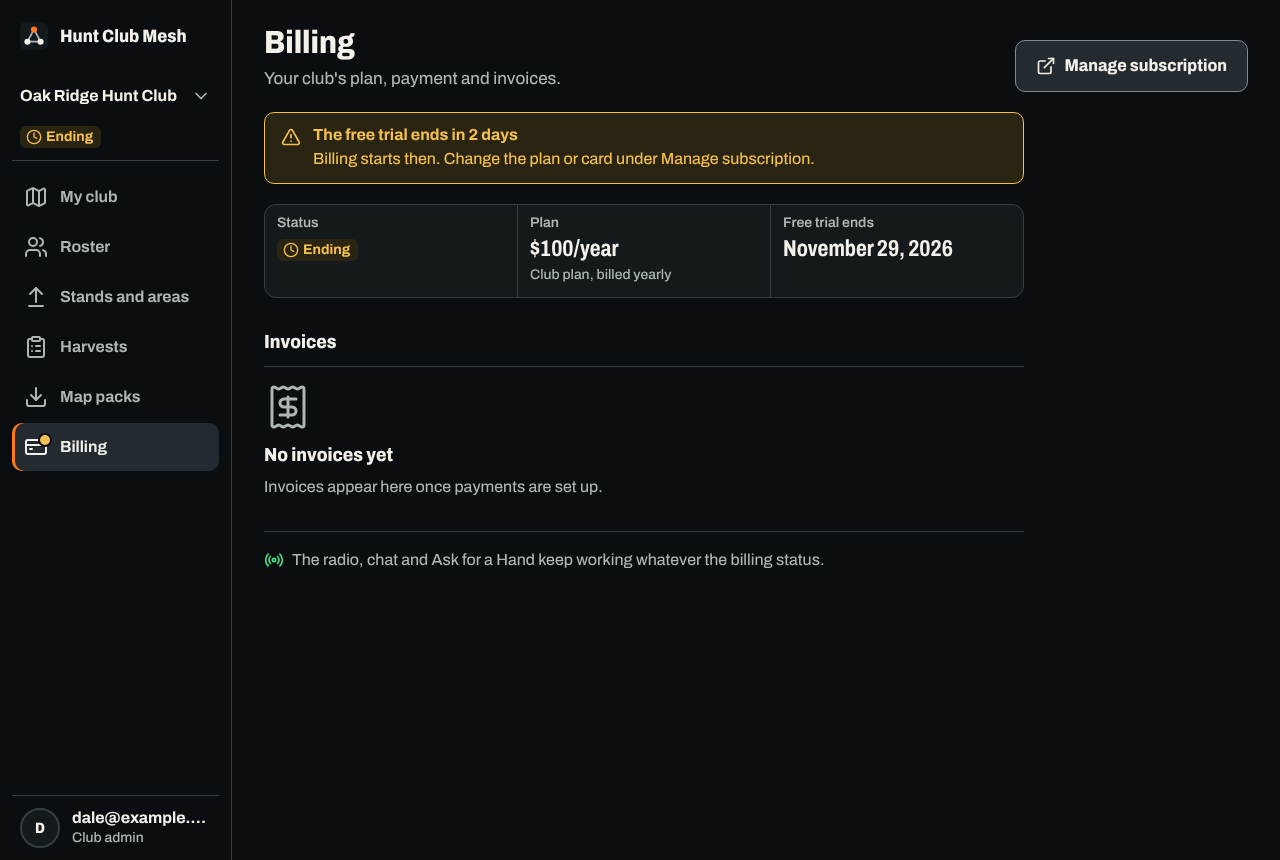 Hunt Club Mesh
Oak Ridge Hunt Club
Ending
My club
Roster
Stands and areas
Harvests
Map packs
Billing
D
dale@example....
Club admin
Billing
Your club's plan, payment and invoices.
Manage subscription
The free trial ends in 2 days
Billing starts then. Change the plan or card under Manage subscription.
Status
Ending
Plan
$100/year
Club plan, billed yearly
Free trial ends
November 29, 2026
Invoices
No invoices yet
Invoices appear here once payments are set up.
The radio, chat and Ask for a Hand keep working whatever the billing status.